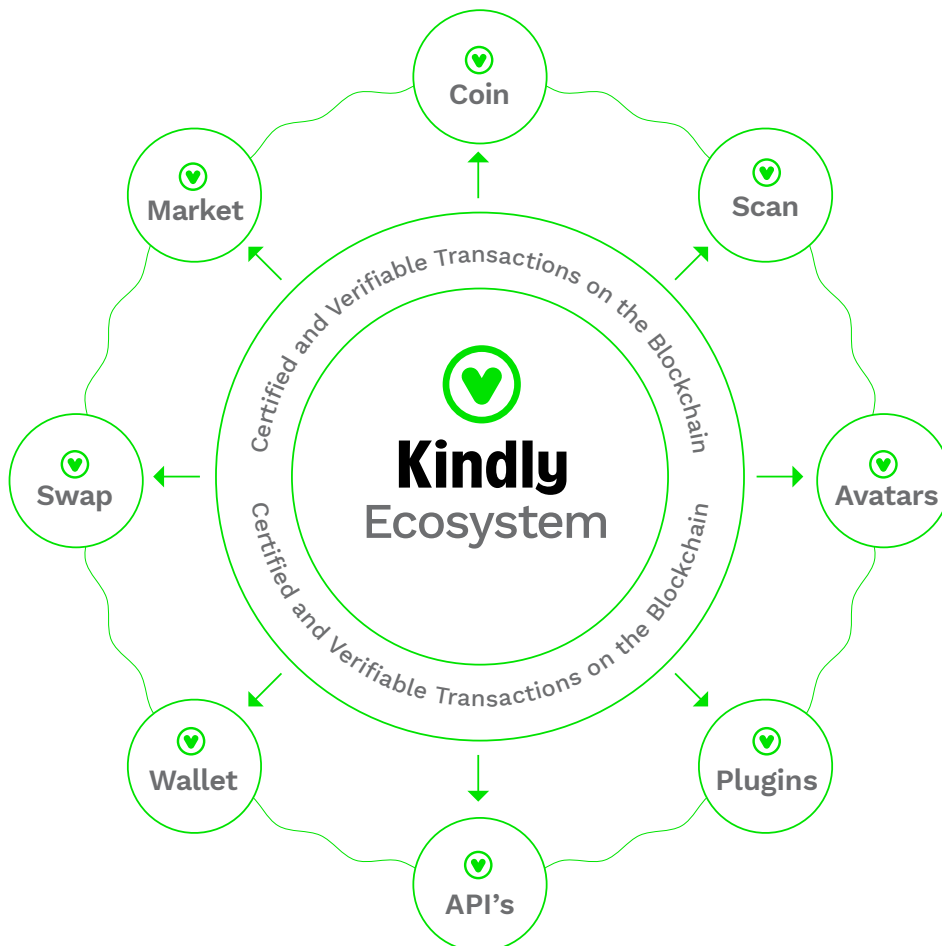 Coin
Market
Scan
Certified and Verifiable Transactions on the Blockchain
Kindly
Ecosystem
Swap
Avatars
Certified and Verifiable Transactions on the Blockchain
Wallet
Plugins
API’s